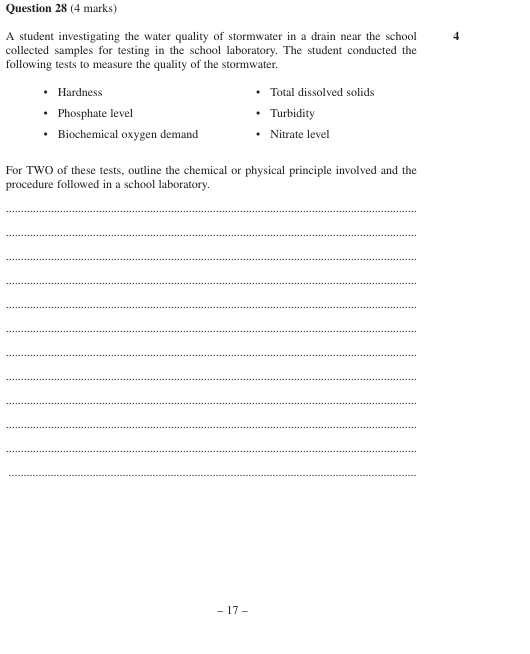 Question 28 (4 marks)
A student investigating the water quality of stormwater in a drain near the school 4
collected samples for testing in the school laboratory. The student conducted the
following tests to measure the quality of the stormwater.
• Hardness • Total dissolved solids
• Phosphate level • Turbidity
• Biochemical oxygen demand • Nitrate level
For TWO of these tests, outline the chemical or physical principle involved and the
procedure followed in a school laboratory.
– 17 –